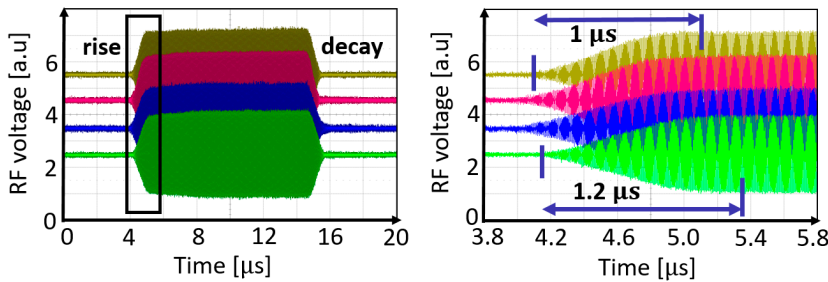 rise
decay
RF voltage [a.u]
6
4
2
0
0
4
8
12
16
20
Time [µs]
1 µs
1.2 µs
RF voltage [a.u]
6
4
2
0
3.8
4.2
4.6
5.0
5.4
5.8
Time [µs]